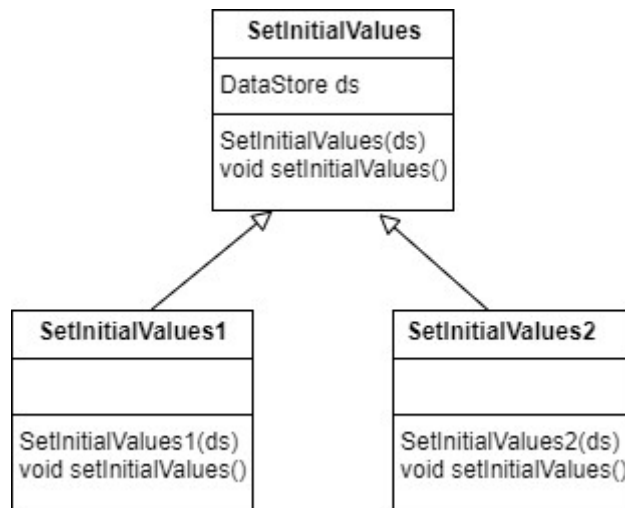 SetInitialValues
DataStore ds
SetInitialValues(ds)
void setInitialValues()
SetInitialValues1
SetInitialValues1(ds)
void setInitialValues()
SetInitialValues2
SetInitialValues2(ds)
void setInitialValues()